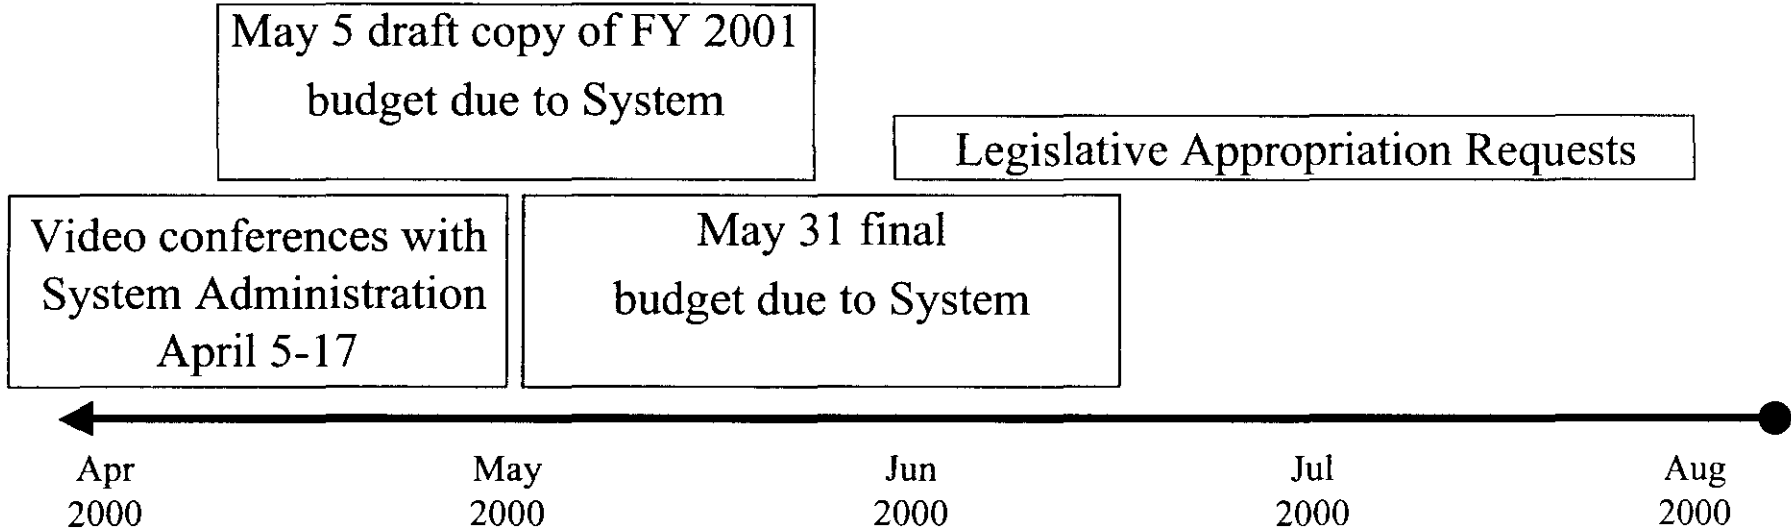 May 5 draft copy of FY 2001
budget due to System
Legislative Appropriation Requests
Video conferences with
System Administration
April 5-17
May 31 final
budget due to System
Apr
2000
May
2000
Jun
2000
Jul
2000
Aug
2000